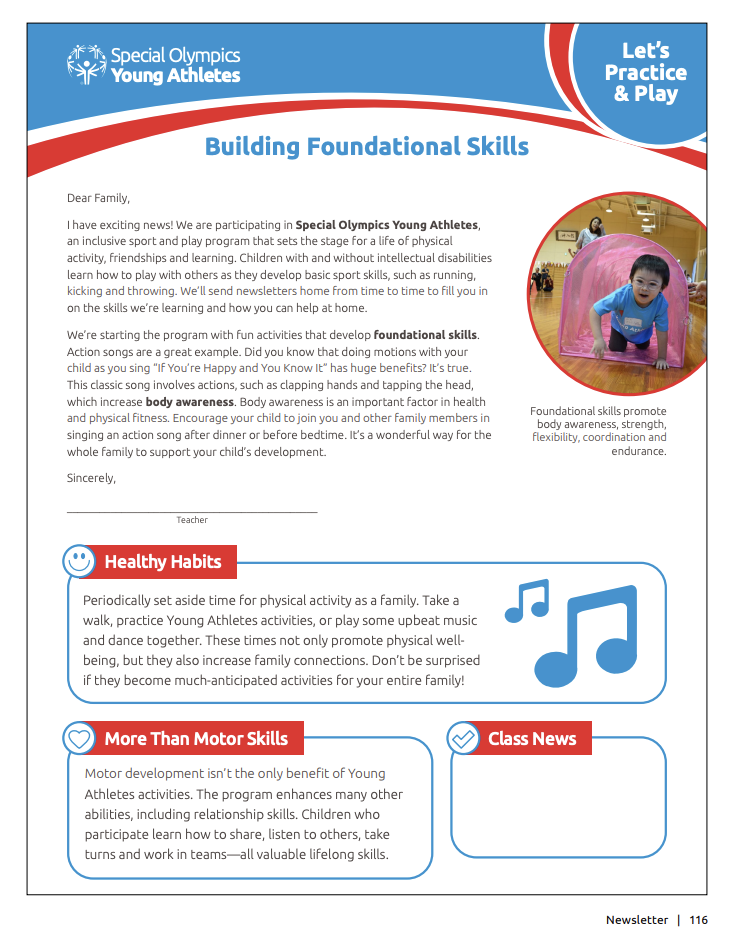 Special Olympics
Young Athletes
Let's
Practice
& Play
Building Foundational Skills
Dear Family,
I have exciting news! We are participating in Special Olympics Young Athletes,
an inclusive sport and play program that sets the stage for a life of physical
activity, friendships and learning. Children with and without intellectual disabilities
learn how to play with others as they develop basic sport skills, such as running,
kicking and throwing. We'll send newsletters home from time to time to fill you in
on the skills we're learning and how you can help at home.
We're starting the program with fun activities that develop foundational skills.
Action songs are a great example. Did you know that doing motions with your
child as you sing "If You're Happy and You Know It" has huge benefits? It's true.
This classic song involves actions, such as clapping hands and tapping the head,
which increase body awareness. Body awareness is an important factor in health
and physical fitness. Encourage your child to join you and other family members in
singing an action song after dinner or before bedtime. It's a wonderful way for the
whole family to support your child's development.
Sincerely,
Teacher
Foundational skills promote
body awareness, strength,
flexibility, coordination and
endurance.
Healthy Habits
Periodically set aside time for physical activity as a family. Take a
walk, practice Young Athletes activities, or play some upbeat music
and dance together. These times not only promote physical well-
being, but they also increase family connections. Don't be surprised
if they become much-anticipated activities for your entire family!
More Than Motor Skills
Motor development isn't the only benefit of Young
Athletes activities. The program enhances many other
abilities, including relationship skills. Children who
participate learn how to share, listen to others, take
turns and work in teams—all valuable lifelong skills.
Class News
Newsletter | 116